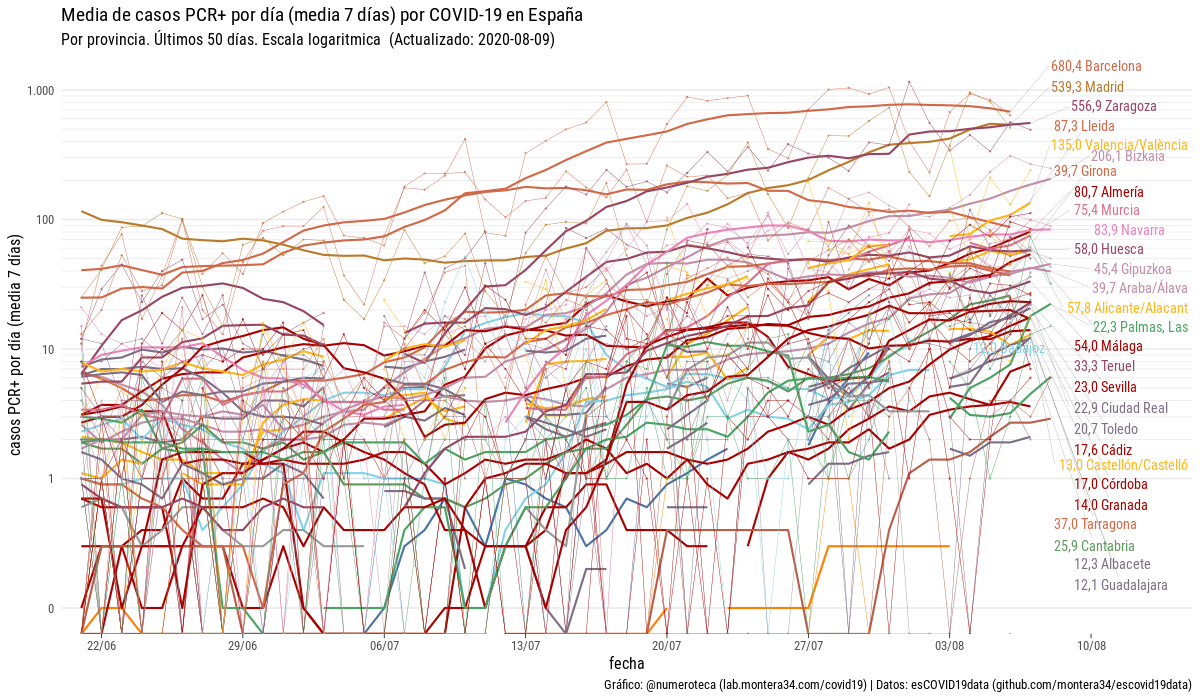 Media de casos PCR+ por día (media 7 días) por COVID-19 en España
Por provincia. Últimos 50 días. Escala logaritmica (Actualizado: 2020-08-09)
casos PCR+ por día (media 7 días)
1.000
100
10
1
0
680,4 Barcelona
539,3 Madrid
556,9 Zaragoza
87,3 Lleida
135,0 Valencia/València
206,1 Bizkaia
39,7 Girona
80,7 Almería
75,4 Murcia
83,9 Navarra
58,0 Huesca
45,4 Gipuzkoa
39,7 Araba/Álava
57,8 Alicante/Alacant
22,3 Palmas, Las
54,0 Málaga
33,3 Teruel
23,0 Sevilla
22,9 Ciudad Real
20,7 Toledo
17,6 Cádiz
13,0 Castellón/Castelló
17,0 Córdoba
14,0 Granada
37,0 Tarragona
25,9 Cantabria
12,3 Albacete
12,1 Guadalajara
22/06
29/06
06/07
13/07
20/07
27/07
03/08
10/08
fecha
Gráfico: @numeroteca (lab.montera34.com/covid19) | Datos: esCOVID19data (github.com/montera34/escovid19data)